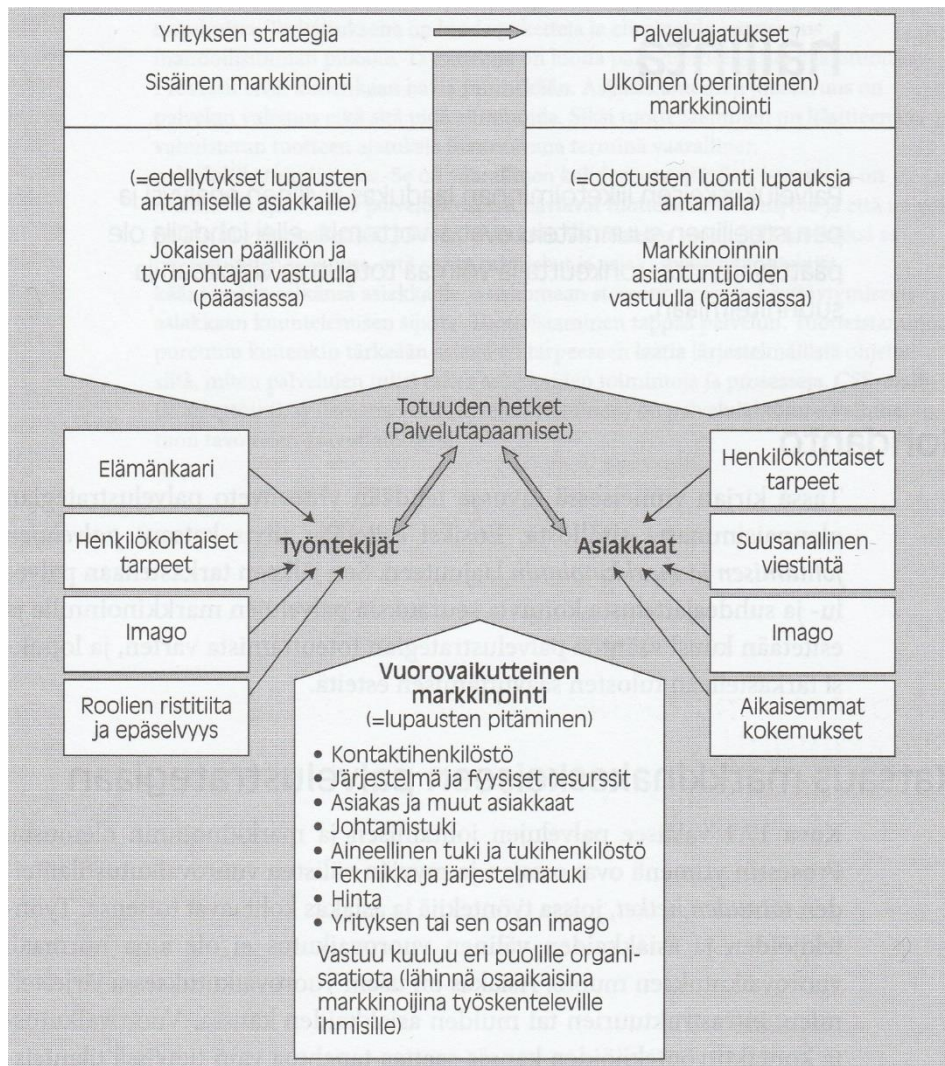 Yrityksen strategia
Palveluajatukset
Sisäinen markkinointi
Ulkoinen (perinteinen)
markkinointi
(=edellytykset lupausten
antamiselle asiakkaille)
Jokaisen päällikön ja
työnjohtajan vastuulla
(pääasiassa)
(=odotusten luonti lupauksia
antamalla)
Markkinoinnin
asiantuntijoiden
vastuulla (pääasiassa)
Totuuden hetket
(Palvelutapaamiset)
Elämänkaari
Henkilökohtaiset
tarpeet
Imago
Roolien ristitiita
ja epäselvyys
Työntekijät
Asiakkaat
Henkilökohtaiset
tarpeet
Suusanallinen
viestintä
Imago
Aikaisemmat
kokemukset
Vuorovaikutteinen
markkinointi
(=lupausten pitäminen)
• Kontaktihenkilöstö
• Järjestelmät/Fyysiset resurssit
• Asiakas ja muut asiakkaat
• Johtamistuki
• Aineellinen tuki ja tukihenkilöstö
• Tekniikka ja järjestelmätuki
• Hinta
• Yrityksen tai sen osan imago
Vastuu kuuluu eri puolille organi-
saatiota (lähinnä osaaikaisina
markkinoijina työskenteleville
ihmisille)